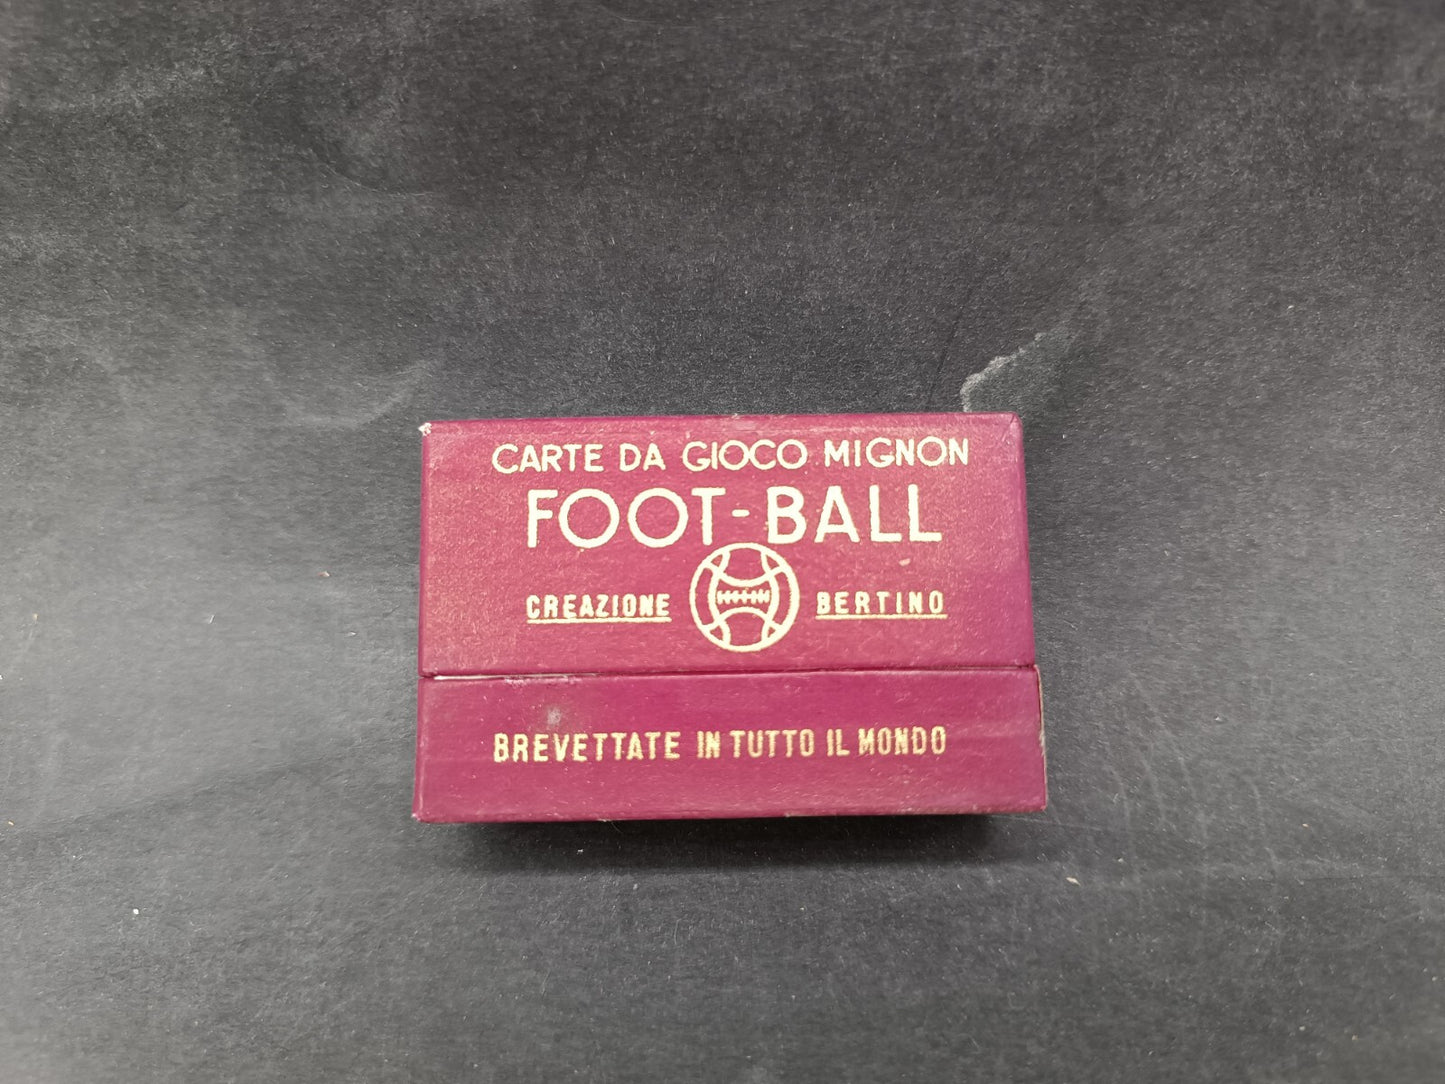 CARTE DA GIOCO MIGNON
FOOT-BALL
CREAZIONE BERTINO
BREVETTATE IN TUTTO IL MONDO